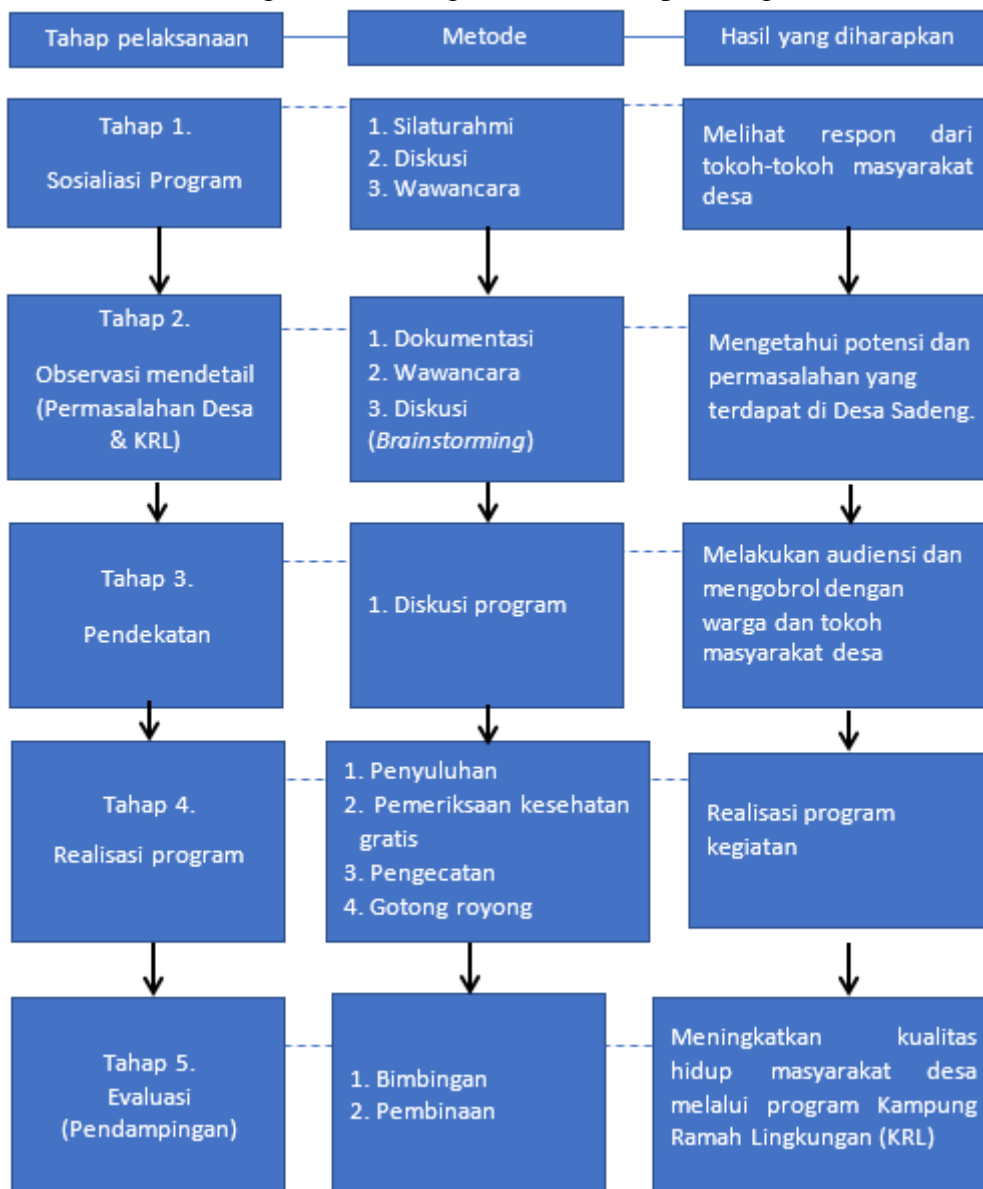 Tahap pelaksanaan
Metode
Hasil yang diharapkan
Tahap 1.
Sosialiasi Program
1. Silaturahmi
2. Diskusi
3. Wawancara
Melihat respon dari
tokoh-tokoh masyarakat
desa
Tahap 2.
Observasi mendetail
(Permasalahan Desa
& KRL)
1. Dokumentasi
2. Wawancara
3. Diskusi
(Brainstorming)
Mengetahui potensi dan
permasalahan yang
terdapat di Desa Sadeng.
Tahap 3.
Pendekatan
1. Diskusi program
Melakukan audiensi dan
mengobrol dengan
warga dan tokoh
masyarakat desa
Tahap 4.
Realisasi program
1. Penyuluhan
2. Pemeriksaan kesehatan
gratis
3. Pengecatan
4. Gotong royong
Realisasi program
kegiatan
Tahap 5.
Evaluasi
(Pendampingan)
1. Bimbingan
2. Pembinaan
Meningkatkan kualitas
hidup masyarakat desa
melalui program Kampung
Ramah Lingkungan (KRL)